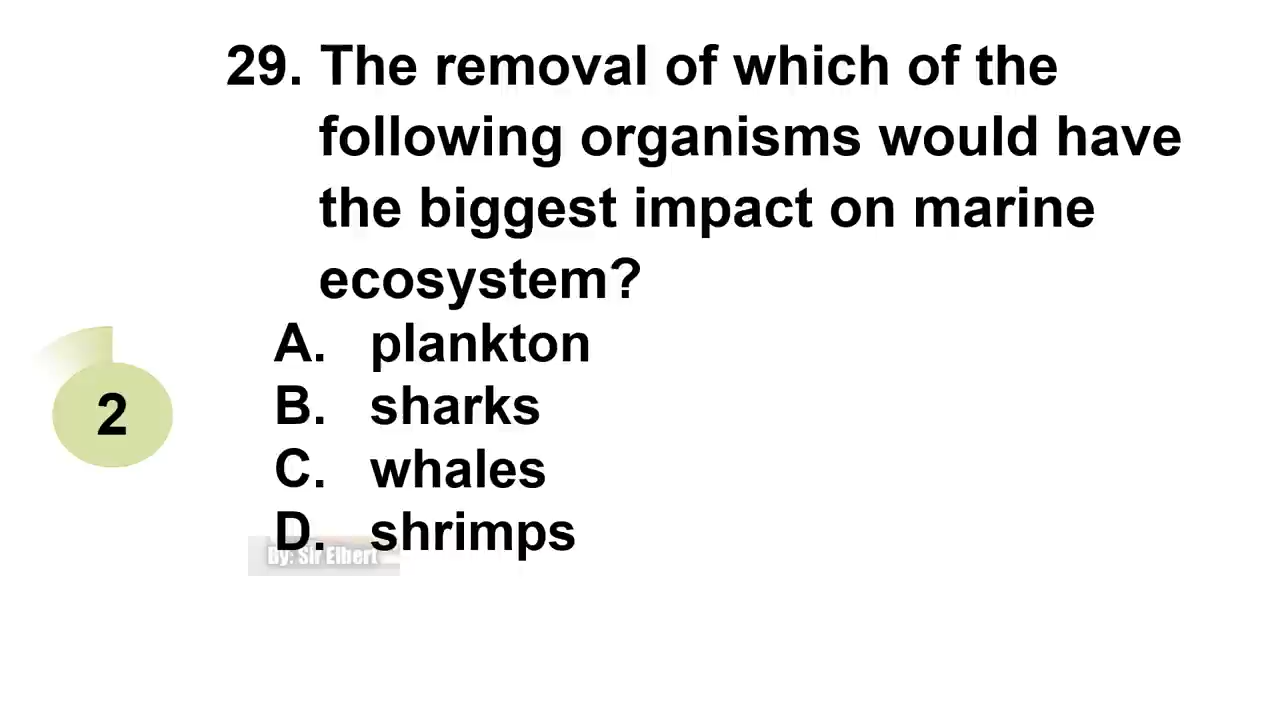 29. The removal of which of the
following organisms would have
the biggest impact on marine
ecosystem?
A. plankton
2
B. sharks
C. whales
D. shrimps
By: Sir Elbert